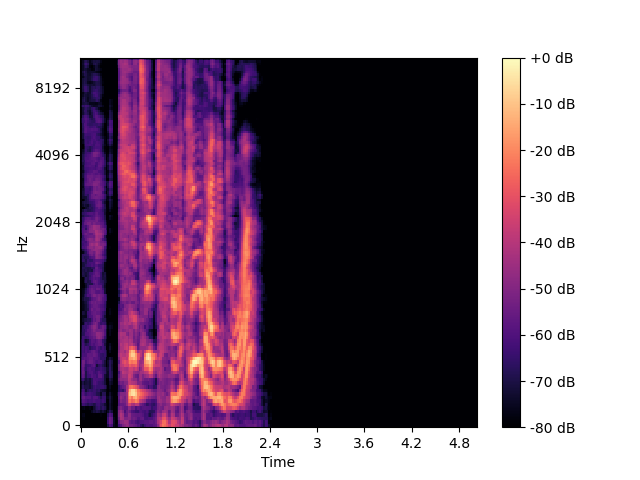 +0 dB
8192
-10 dB
4096
-20 dB
-30 dB
2048
Hz
-40 dB
1024
-50 dB
-60 dB
512
-70 dB
0
-80 dB
0 0.6 1.2 1.8 2.4 3 3.6 4.2 4.8
Time